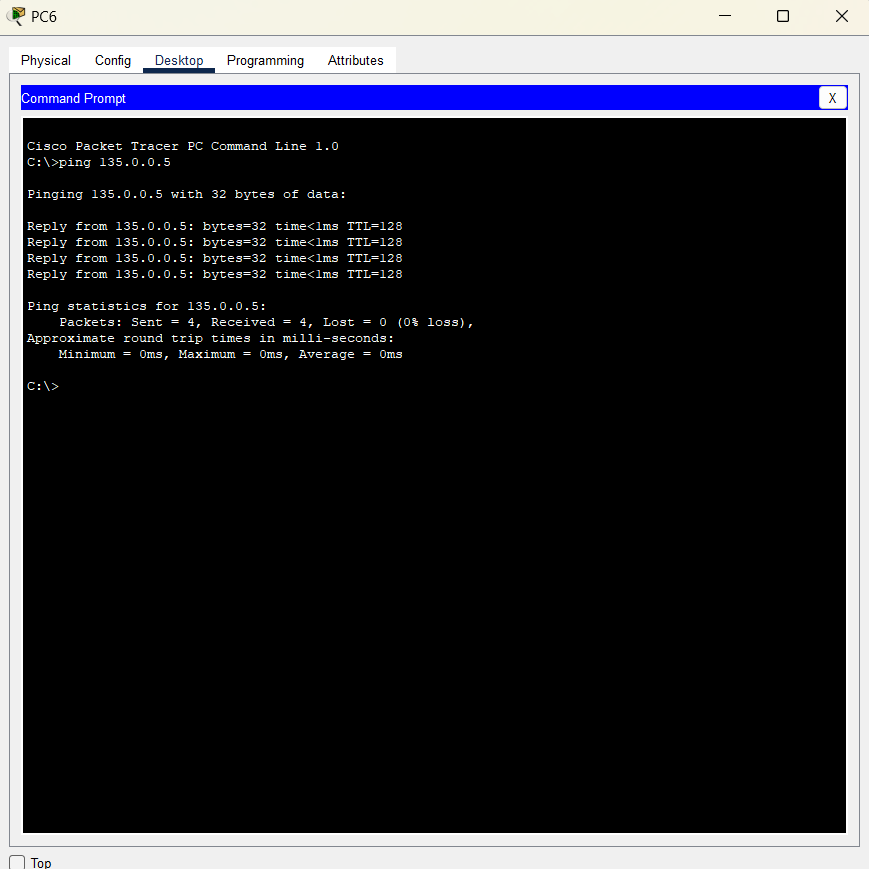 PC6
Physical Config Desktop Programming Attributes
Command Prompt
X
Cisco Packet Tracer PC Command Line 1.0
C:\>ping 135.0.0.5
Pinging 135.0.0.5 with 32 bytes of data:
Reply from 135.0.0.5: bytes=32 time<1ms TTL=128
Reply from 135.0.0.5: bytes=32 time<1ms TTL=128
Reply from 135.0.0.5: bytes=32 time<1ms TTL=128
Reply from 135.0.0.5: bytes=32 time<1ms TTL=128
Ping statistics for 135.0.0.5:
Packets: Sent = 4, Received = 4, Lost = 0 (0% loss),
Approximate round trip times in milli-seconds:
Minimum = 0ms, Maximum = 0ms, Average = 0ms
C:\>
Top